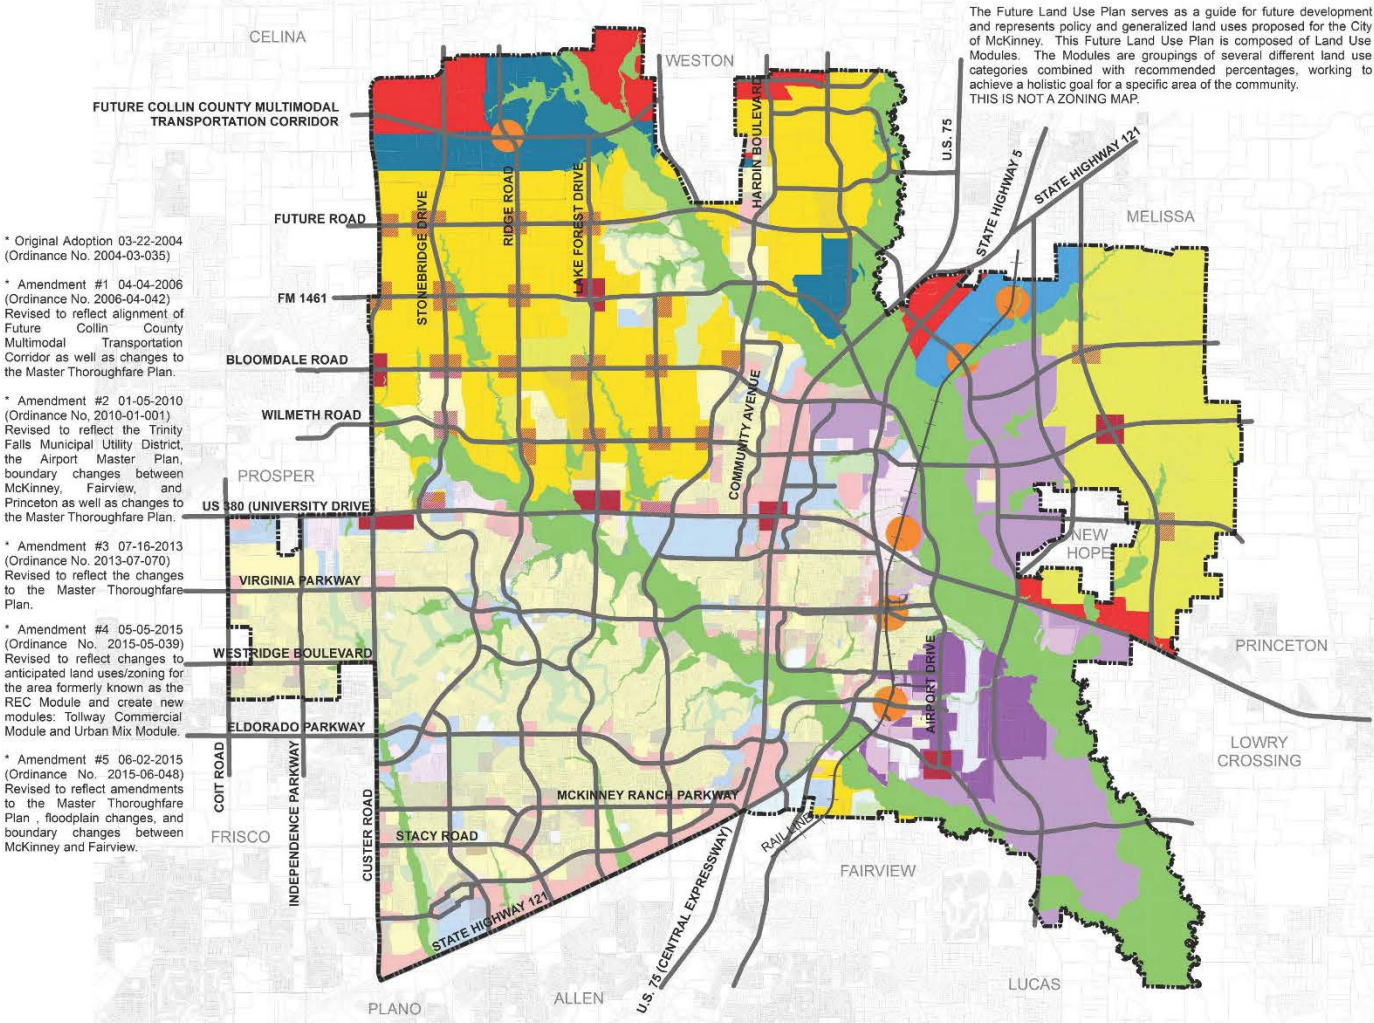 The Future Land Use Plan serves as a guide for future development
and represents policy and generalized land uses proposed for the City
of McKinney. This Future Land Use Plan is composed of Land Use
Modules. The Modules are groupings of several different land use
categories combined with recommended percentages, working to
achieve a holistic goal for a specific area of the community.
THIS IS NOT A ZONING MAP.
CELINA
WESTON
FUTURE COLLIN COUNTY MULTIMODAL
TRANSPORTATION CORRIDOR
HARDIN BOULEVARD
U.S. 75
STATE HIGHWAY 5
STATE HIGHWAY 121
MELISSA
STONEBRIDGE DRIVE
RIDGE ROAD
LAKE FOREST DRIVE
FUTURE ROAD
FM 1461
BLOOMDALE ROAD
WILMETH ROAD
COMMUNITY AVENUE
PROSPER
US 380 (UNIVERSITY DRIVE
NEW
HOPE
VIRGINIA PARKWAY
WESTRIDGE BOULEVARD
PRINCETON
AIRPORT DRIVE
ELDORADO PARKWAY
LOWRY
CROSSING
COIT ROAD
INDEPENDENCE PARKWAY
CUSTER ROAD
MCKINNEY RANCH PARKWAY
STACY ROAD
FRISCO
RAIL LINE
FAIRVIEW
STATE HIGHWAY 121
U.S. 75 (CENTRAL EXPRESSWAY)
PLANO
ALLEN
LUCAS
* Original Adoption 03-22-2004
(Ordinance No. 2004-03-035)
* Amendment #1 04-04-2006
(Ordinance No. 2006-04-042)
Revised to reflect alignment of
Future Collin County
Multimodal Transportation
Corridor as well as changes to
the Master Thoroughfare Plan.
* Amendment #2 01-05-2010
(Ordinance No, 2010-01-001)
Revised to reflect the Trinity
Falls Municipal Utility District,
the Airport Master Plan,
boundary changes between
McKinney, Fairview, and
Princeton as well as changes to
the Master Thoroughfare Plan.
* Amendment #3 07-16-2013
(Ordinance No. 2013-07-070)
Revised to reflect the changes
to the Master Thoroughfare
Plan.
* Amendment #4 05-05-2015
(Ordinance No. 2015-05-039)
Revised to reflect changes to
anticipated land uses/zoning for
the area formerly known as the
REC Module and create new
modules: Tollway Commercial
Module and Urban Mix Module.
* Amendment #5 06-02-2015
(Ordinance No. 2015-06-048)
Revised to reflect amendments
to the Master Thoroughfare
Plan , floodplain changes, and
boundary changes between
McKinney and Fairview.